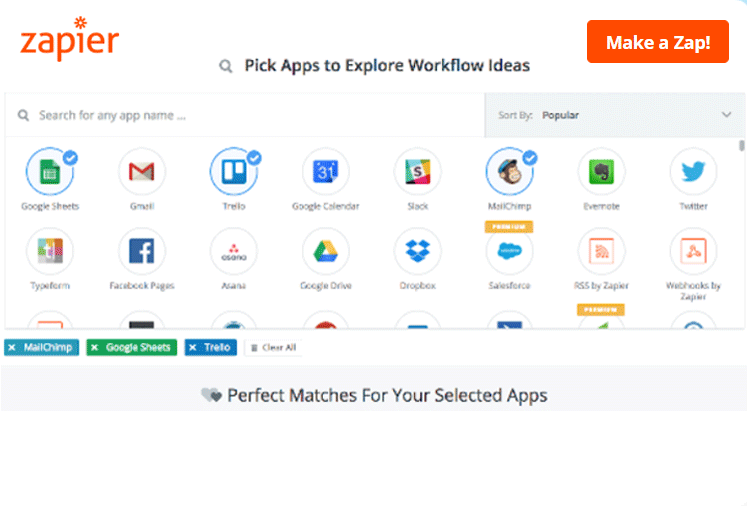 zapier
Make a Zap!
Pick Apps to Explore Workflow Ideas
Search for any app name ...
Sort By: Popular
31
Google Sheets
Gmail
Trello
Google Calendar
Slack
MailChimp
Evernote
Twitter
PREMIUM
asana
salesforce
Typeform
Facebook Pages
Asana
Google Drive
Dropbox
Salesforce
RSS by Zapier
Webhooks by
Zapier
PREMIUM
× MailChimp
× Google Sheets
× Trello
Clear All
Perfect Matches For Your Selected Apps